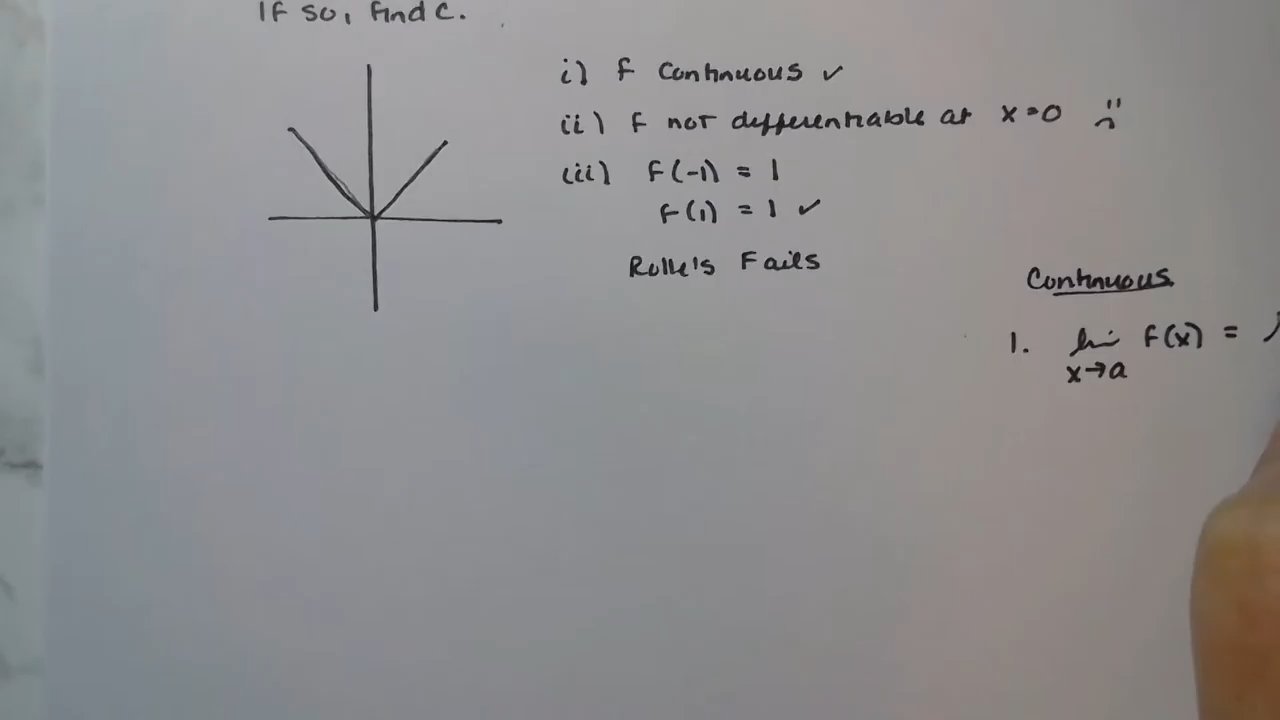 If so, find c.
i) f continuous ✓
ii) f not differentiable at x=0 :(
iii) f(-1) = 1
f(1) = 1 ✓
Rolle's Fails
Continuous
1. lim f(x) =
x→a